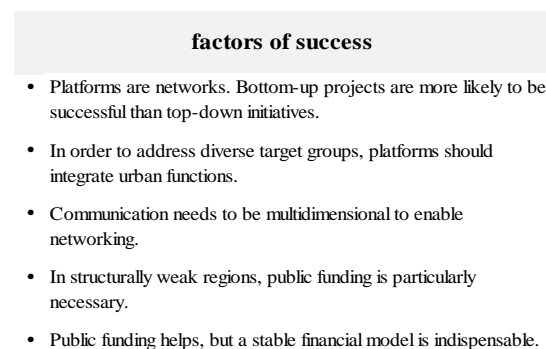 factors of success
• Platforms are networks. Bottom-up projects are more likely to be
successful than top-down initiatives.
• In order to address diverse target groups, platforms should
integrate urban functions.
• Communication needs to be multidimensional to enable
networking.
• In structurally weak regions, public funding is particularly
necessary.
• Public funding helps, but a stable financial model is indispensable.